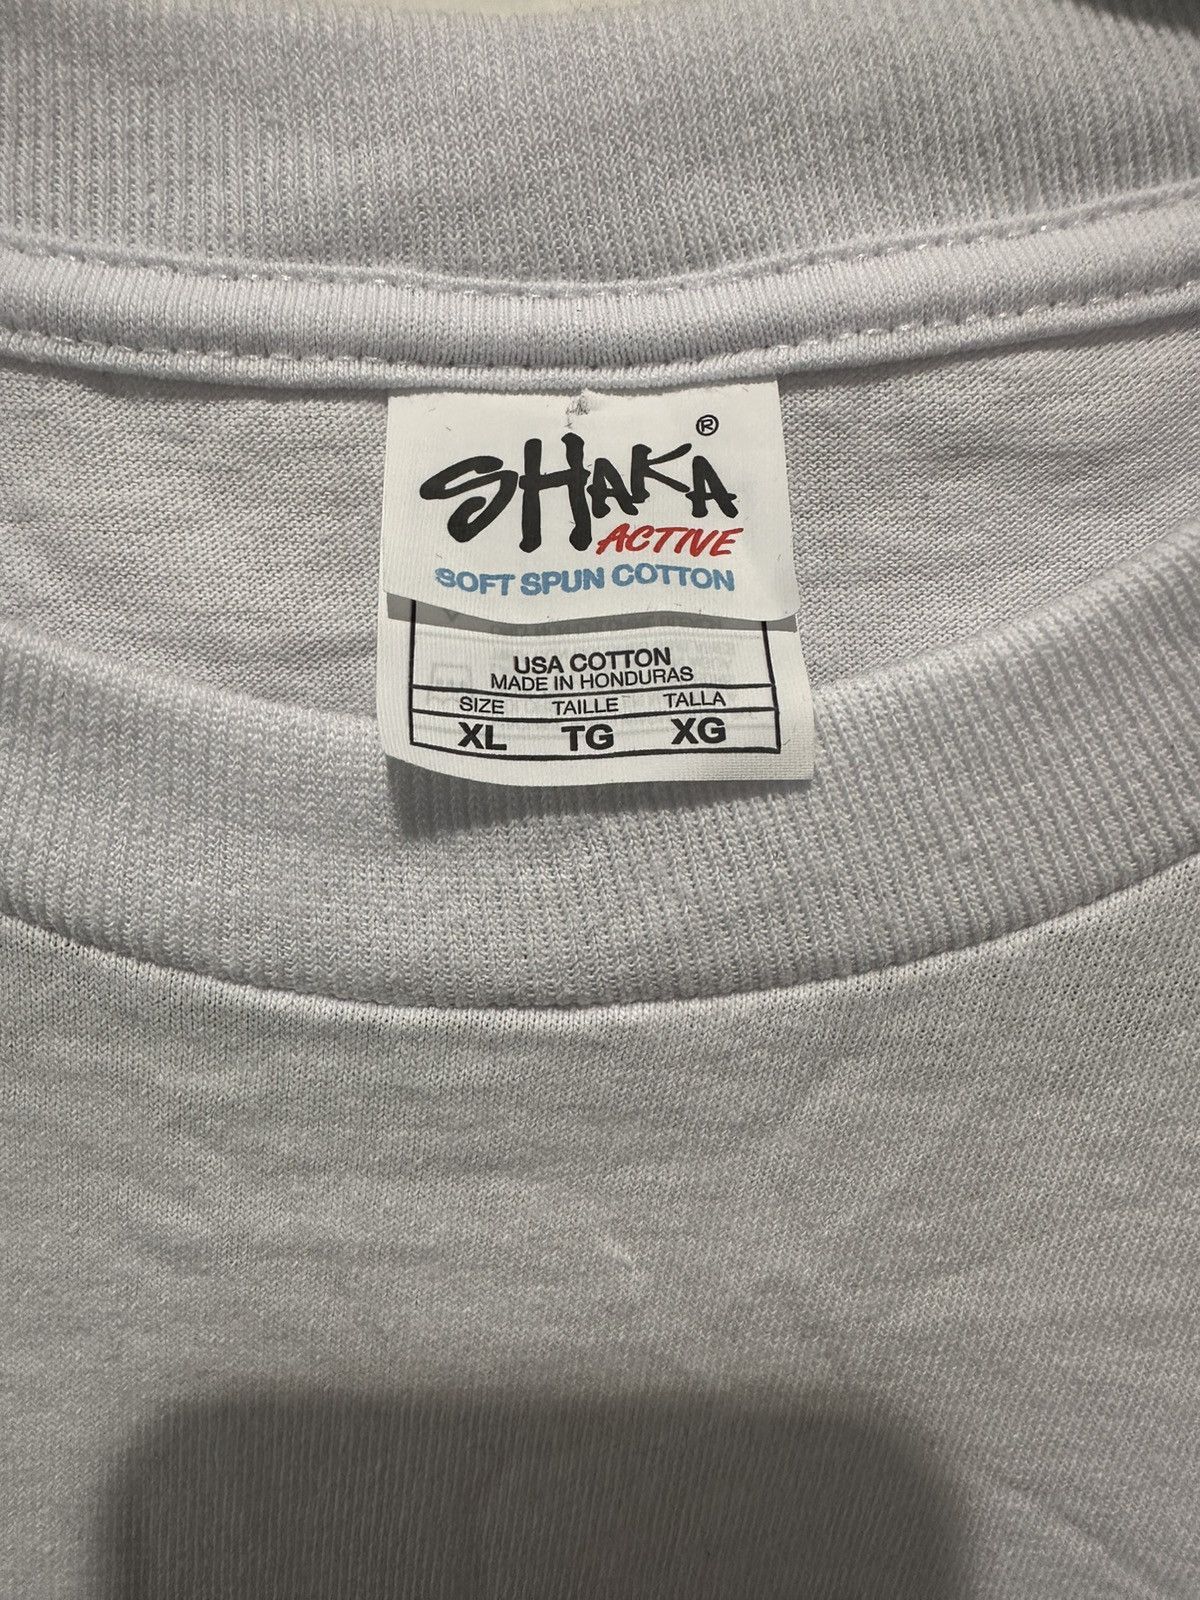 SHAKA®
ACTIVE
SOFT SPUN COTTON
USA COTTON
MADE IN HONDURAS
SIZE TAILLE TALLA
XL TG XG